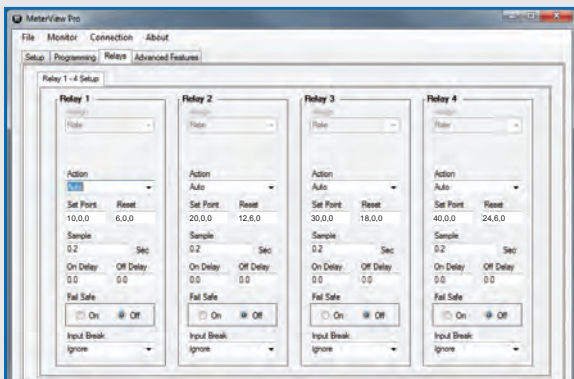 MeterView Pro
File Monitor Connection About
Setup Programming Relays Advanced Features
Relay 1 - 4 Setup
Relay 1 Relay 2 Relay 3 Relay 4
Assign Assign Assign Assign
Rate Rate Rate Rate
Action Action Action Action
Auto Auto Auto Auto
Set Point Reset Set Point Reset Set Point Reset Set Point Reset
10,0,0 6,0,0 20,0,0 12,6,0 30,0,0 18,0,0 40,0,0 24,6,0
Sample Sample Sample Sample
0.2 Sec 0.2 Sec 0.2 Sec 0.2 Sec
On Delay Off Delay On Delay Off Delay On Delay Off Delay On Delay Off Delay
0.0 0.0 0.0 0.0 0.0 0.0 0.0 0.0
Fail Safe Fail Safe Fail Safe Fail Safe
On Off On Off On Off On Off
Input Break Input Break Input Break Input Break
Ignore Ignore Ignore Ignore